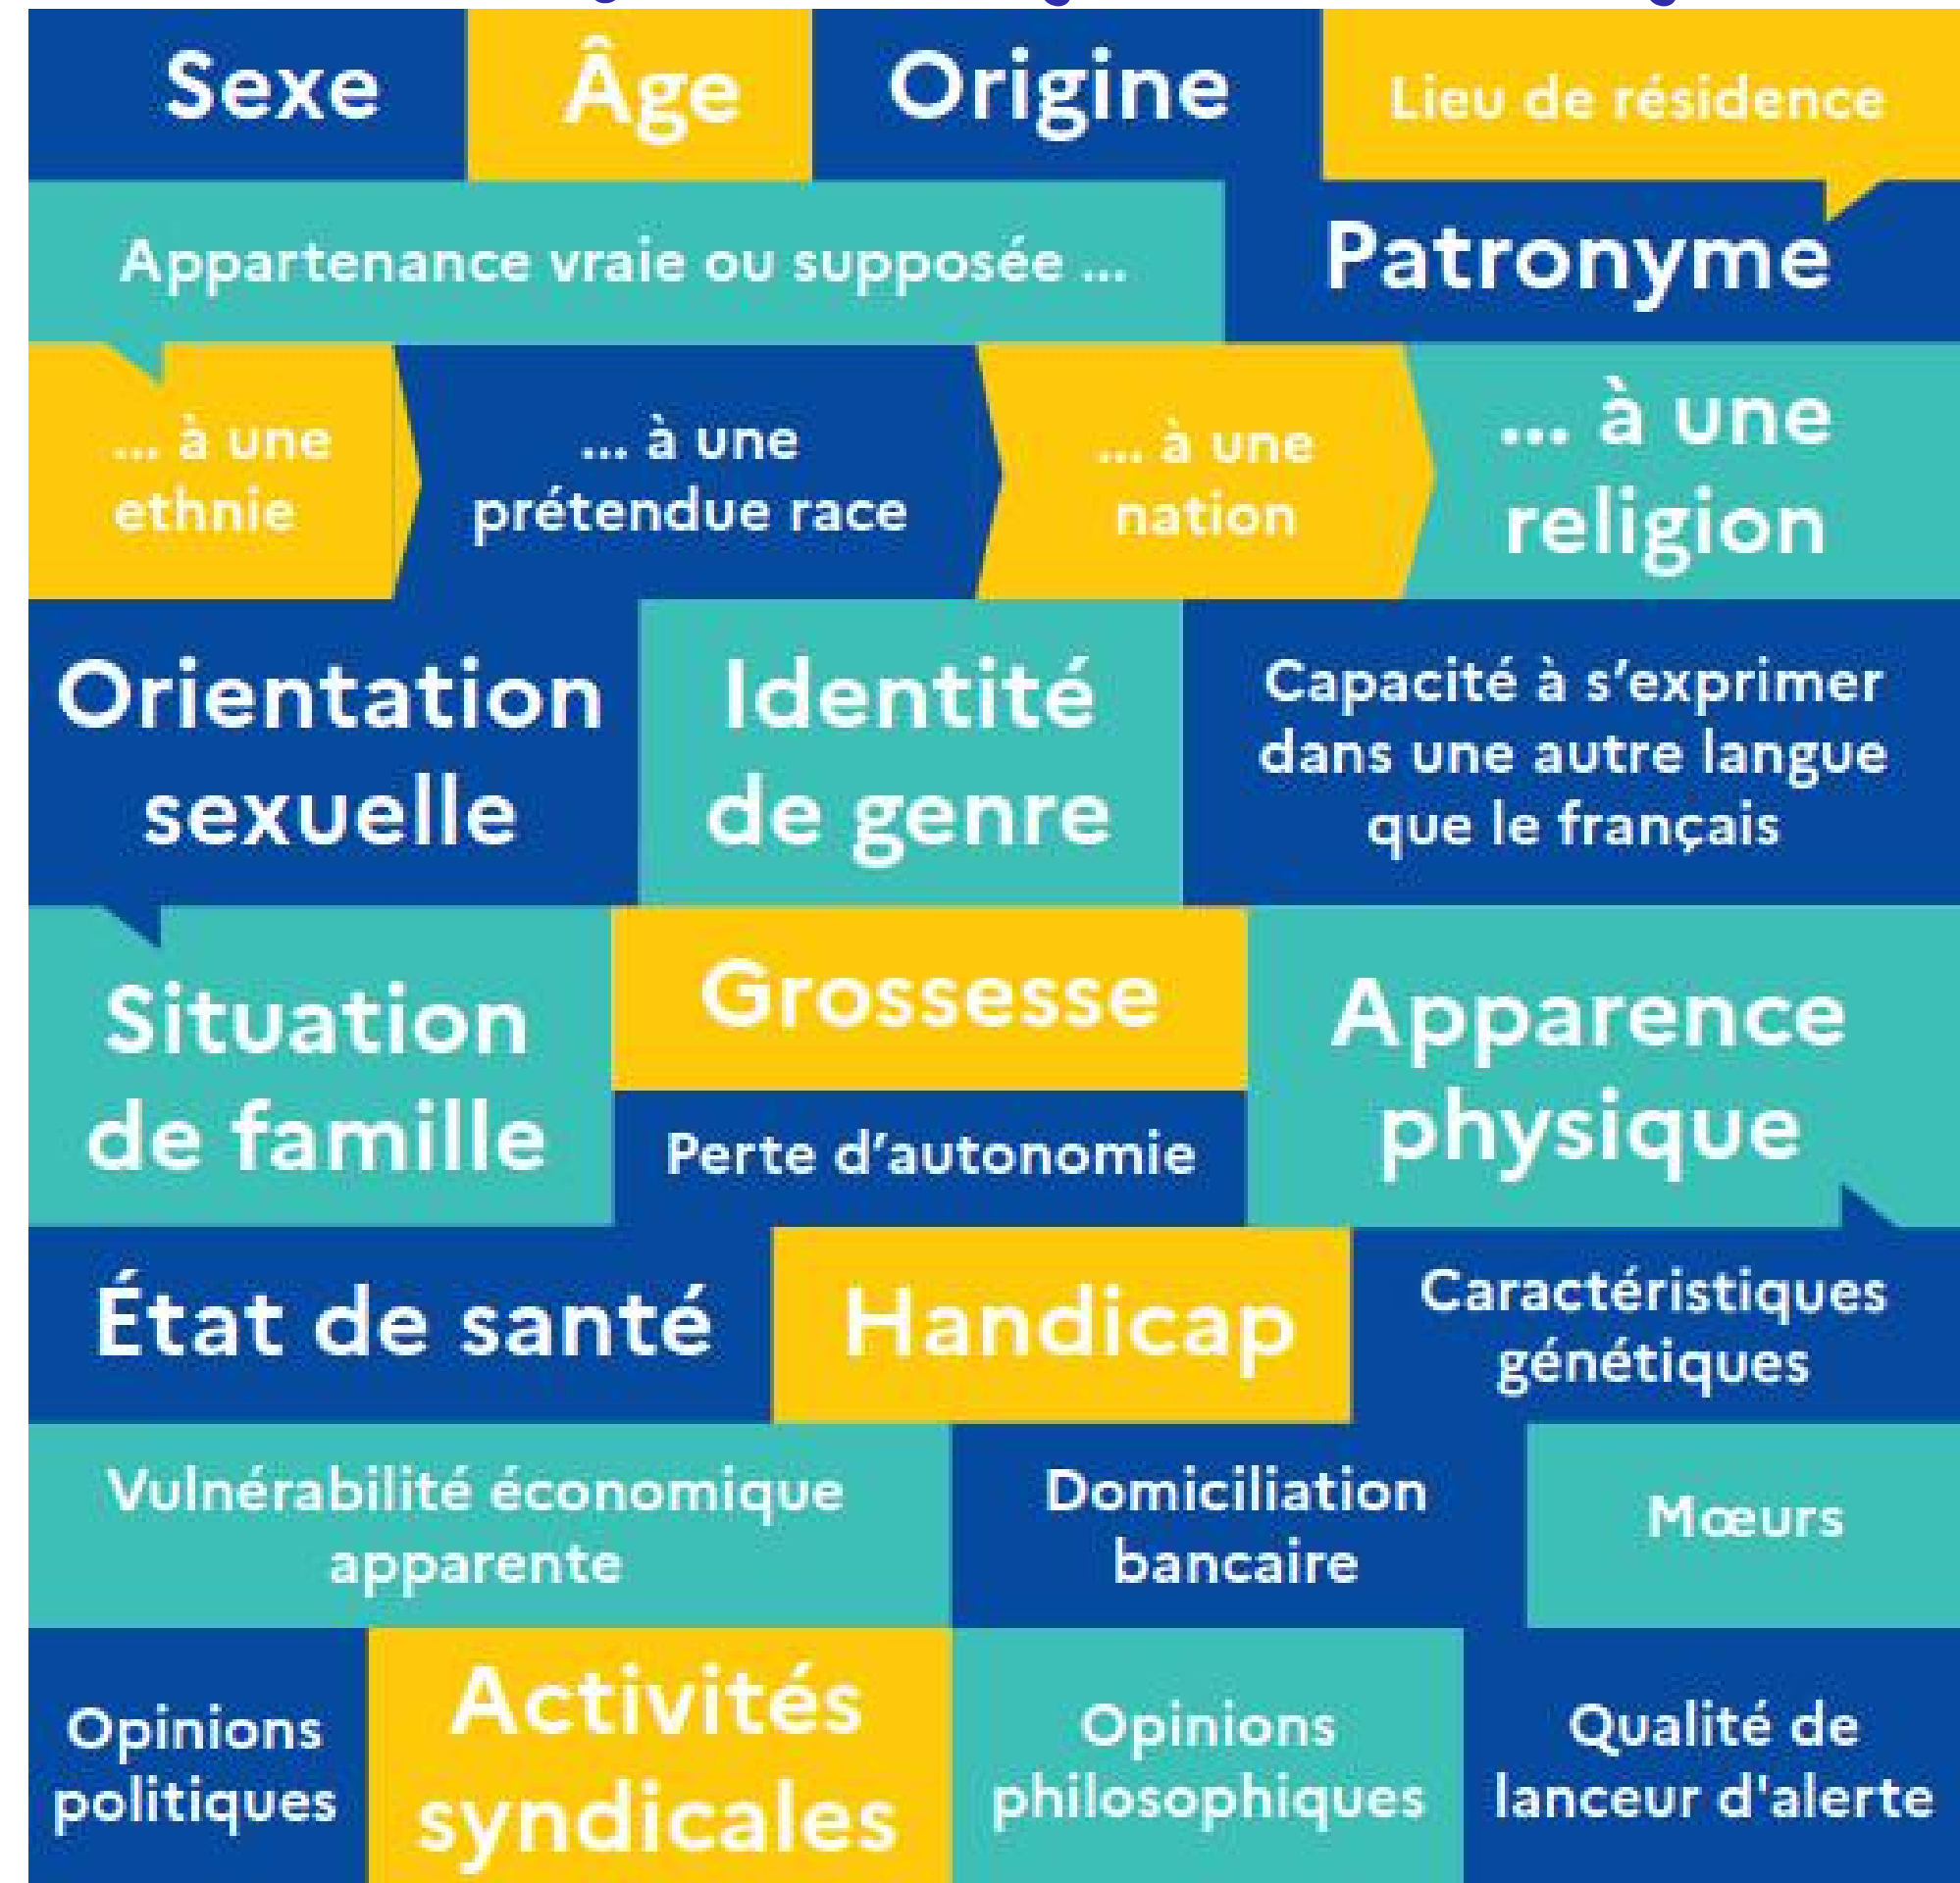 Sexe
Âge
Origine
Lieu de résidence
Appartenance vraie ou supposée ...
Patronyme
... à une
ethnie
... à une
prétendue race
... à une
nation
... à une
religion
Orientation
sexuelle
Identité
de genre
Capacité à s'exprimer
dans une autre langue
que le français
Situation
de famille
Grossesse
Perte d'autonomie
Apparence
physique
État de santé
Handicap
Caractéristiques
génétiques
Vulnérabilité économique
apparente
Domiciliation
bancaire
Mœurs
Opinions
politiques
Activités
syndicales
Opinions
philosophiques
Qualité de
lanceur d'alerte